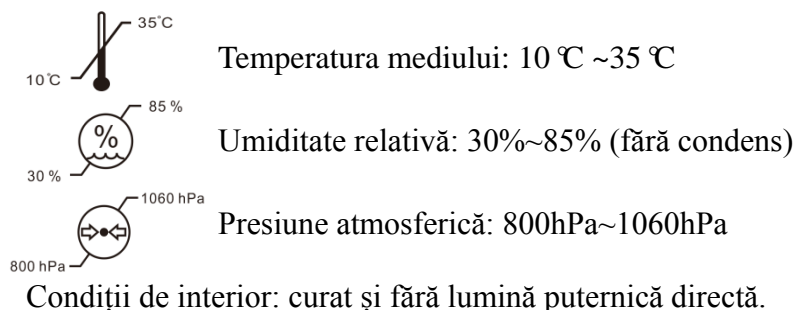 35℃
10℃
Temperatura mediului: 10 ℃ ~35 ℃
85 %
%
30 %
Umiditate relativă: 30%~85% (fără condens)
1060 hPa
800 hPa
Presiune atmosferică: 800hPa~1060hPa
Condiții de interior: curat și fără lumină puternică directă.